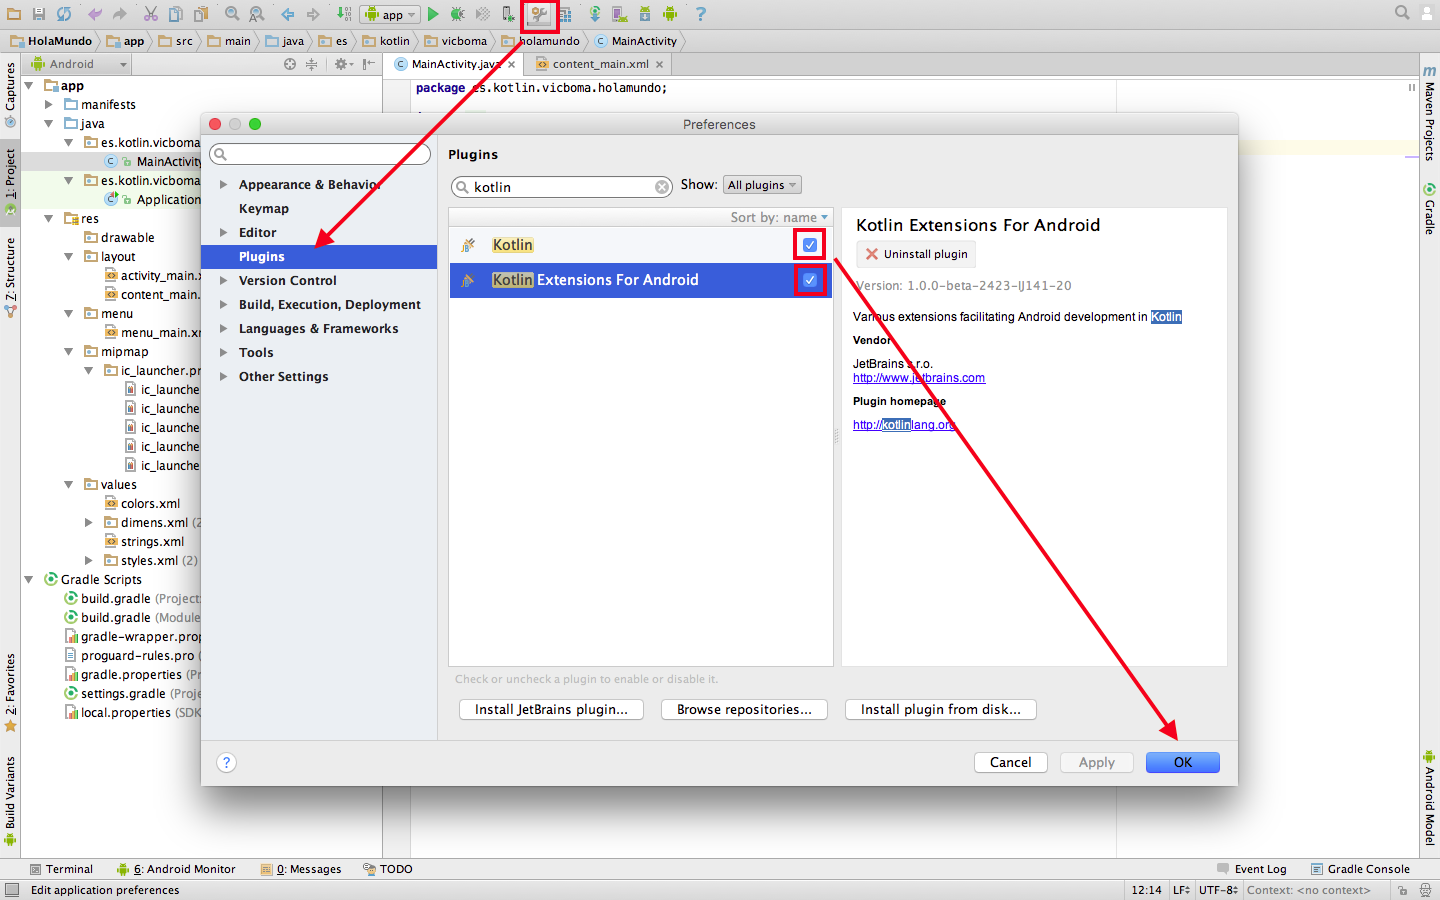 app
HolaMundo
app
src
main
java
es
kotlin
vicboma
holamundo
MainActivity
Android
MainActivity.java
content_main.xml
Captures
1: Project
Z: Structure
2: Favorites
Build Variants
Maven Projects
Gradle
Android Model
app
manifests
java
es.kotlin.vicboma
MainActivity
es.kotlin.vicboma
Application
res
drawable
layout
activity_main.x
content_main.
menu
menu_main.xm
mipmap
ic_launcher.pr
ic_launche
ic_launche
ic_launche
ic_launche
ic_launche
values
colors.xml
dimens.xml (2
strings.xml
styles.xml (2)
Gradle Scripts
build.gradle (Project:
build.gradle (Module
gradle-wrapper.prop
proguard-rules.pro (
gradle.properties (Pr
settings.gradle (Proje
local.properties (SDK
package es.kotlin.vicboma.holamundo;
Preferences
Appearance & Behavior
Keymap
Editor
Plugins
Version Control
Build, Execution, Deployment
Languages & Frameworks
Tools
Other Settings
Plugins
kotlin
Show: All plugins
Sort by: name
Kotlin
Kotlin Extensions For Android
Kotlin Extensions For Android
Uninstall plugin
Version: 1.0.0-beta-2423-IJ141-20
Various extensions facilitating Android development in Kotlin
Vendor
JetBrains s.r.o.
http://www.jetbrains.com
Plugin homepage
http://kotlinlang.org
Check or uncheck a plugin to enable or disable it.
Install JetBrains plugin...
Browse repositories...
Install plugin from disk...
?
Cancel
Apply
OK
Terminal
6: Android Monitor
0: Messages
TODO
Event Log
Gradle Console
Edit application preferences
12:14
LF
UTF-8
Context: <no context>